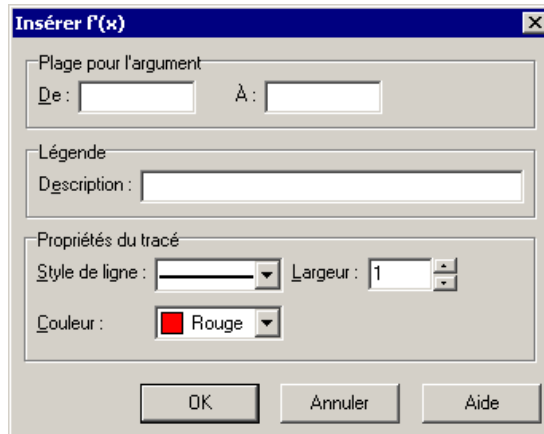 Insérer f'(x)
Plage pour l'argument
De : À :
Légende
Description :
Propriétés du tracé
Style de ligne : Largeur : 1
Couleur : Rouge
OK Annuler Aide